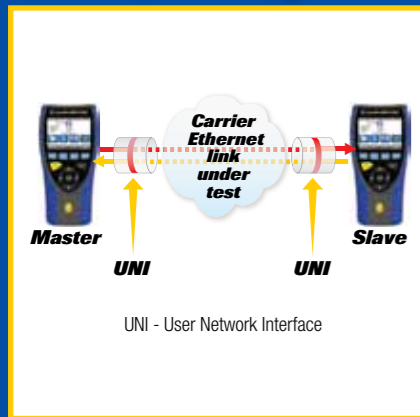 Carrier
Ethernet
link
under
test
Master
Slave
UNI
UNI
UNI - User Network Interface